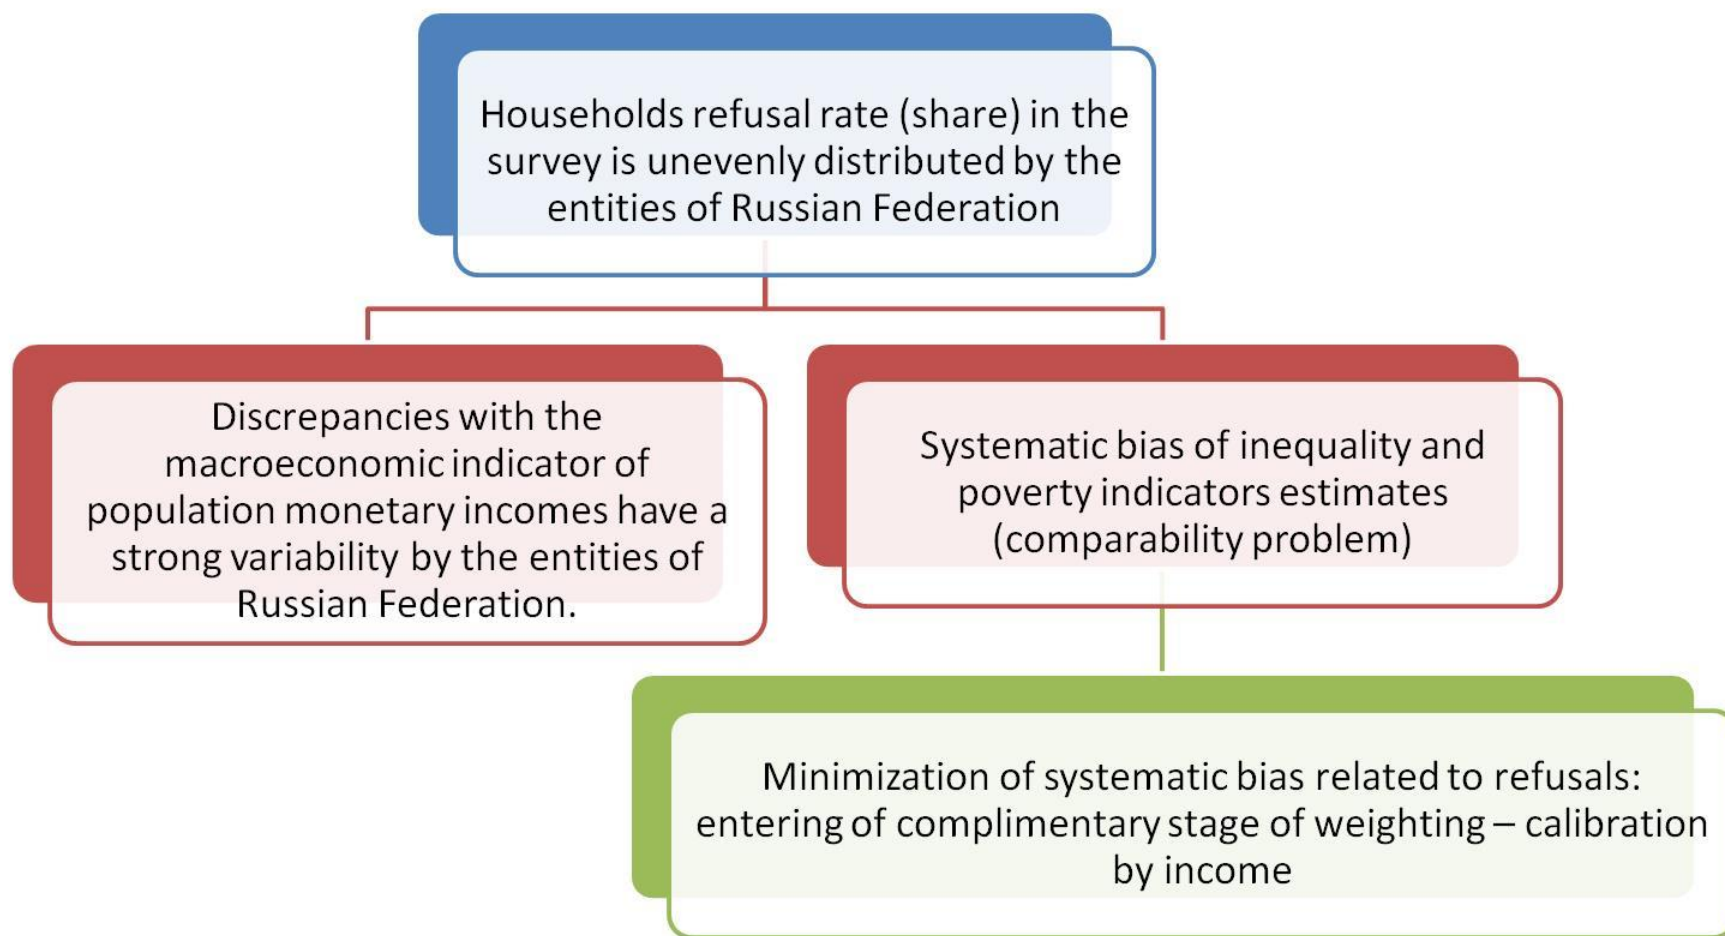 Households refusal rate (share) in the
survey is unevenly distributed by the
entities of Russian Federation
Discrepancies with the
macroeconomic indicator of
population monetary incomes have a
strong variability by the entities of
Russian Federation.
Systematic bias of inequality and
poverty indicators estimates
(comparability problem)
Minimization of systematic bias related to refusals:
entering of complimentary stage of weighting – calibration
by income